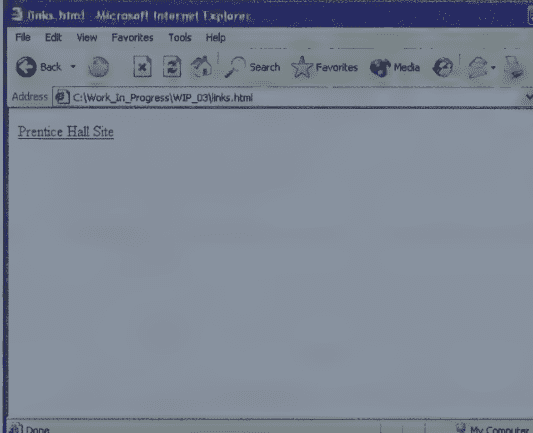 links.html - Microsoft Internet Explorer
File Edit View Favorites Tools Help
Back Search Favorites Media
Address C:\Work_In_Progress\WIP_03\links.html
Prentice Hall Site
Done My Computer